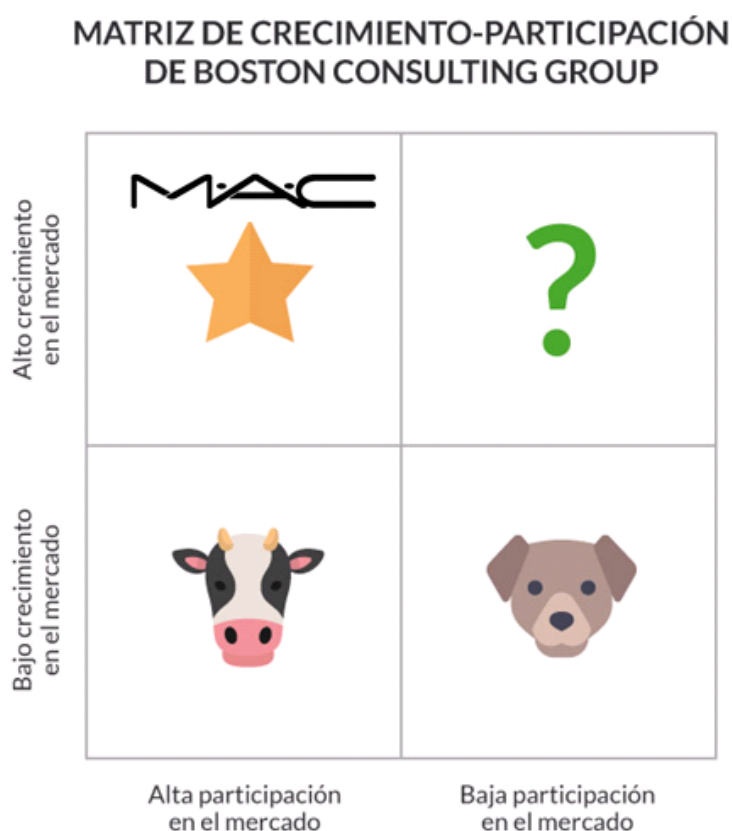 MATRIZ DE CRECIMIENTO-PARTICIPACIÓN
DE BOSTON CONSULTING GROUP
Alto crecimiento
en el mercado
M·A·C
?
Bajo crecimiento
en el mercado
Alta participación
en el mercado
Baja participación
en el mercado